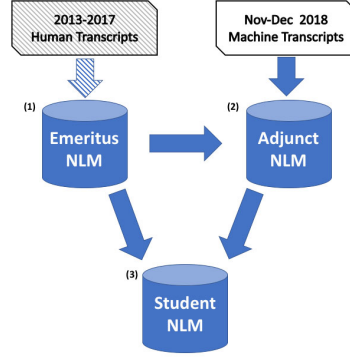 2013-2017
Human Transcripts
Nov-Dec 2018
Machine Transcripts
(1)
Emeritus
NLM
(2)
Adjunct
NLM
(3)
Student
NLM